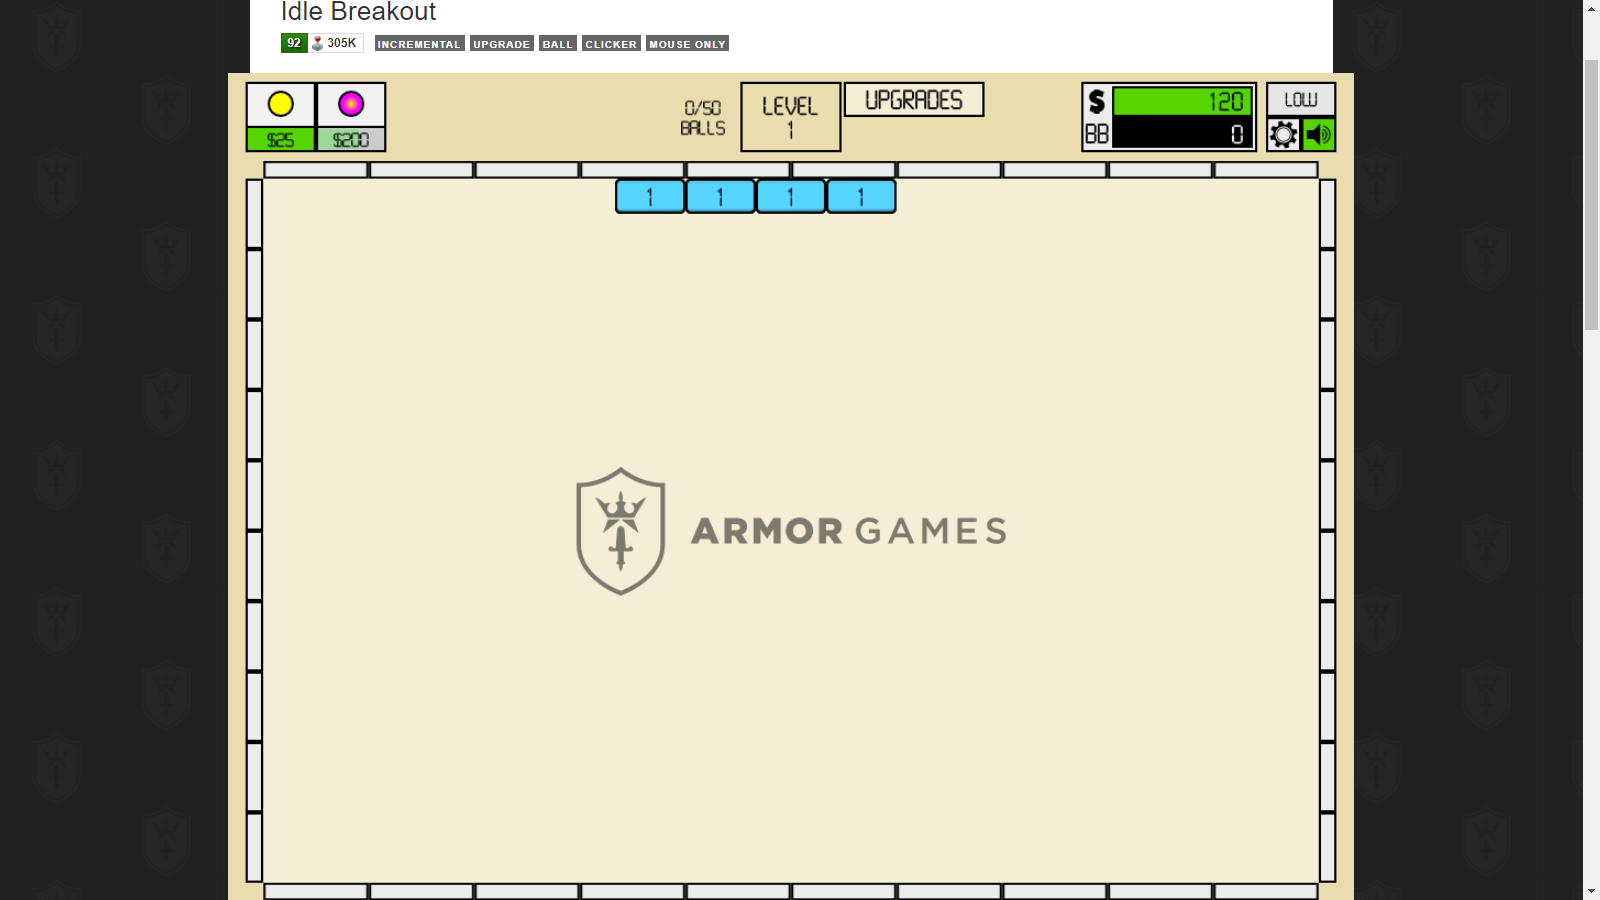 Idle Breakout
92 305K INCREMENTAL UPGRADE BALL CLICKER MOUSE ONLY
$25 $200
0/50
BALLS
LEVEL
1
UPGRADES
$ 120
BB 0
LOW
1 1 1 1
ARMOR GAMES